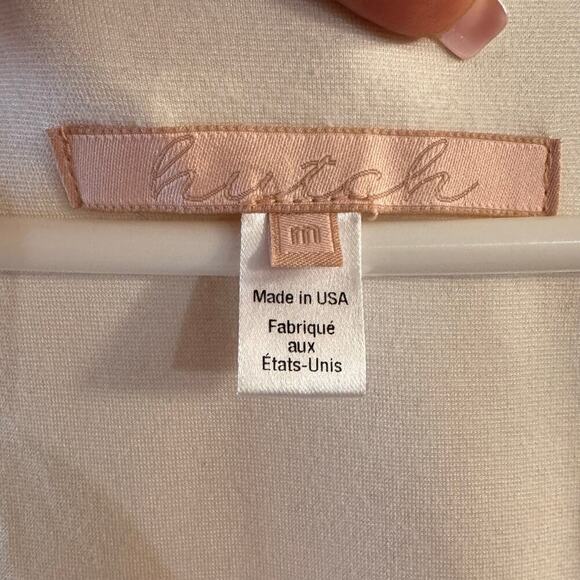 hutch
m
Made in USA
Fabriqué
aux
États-Unis